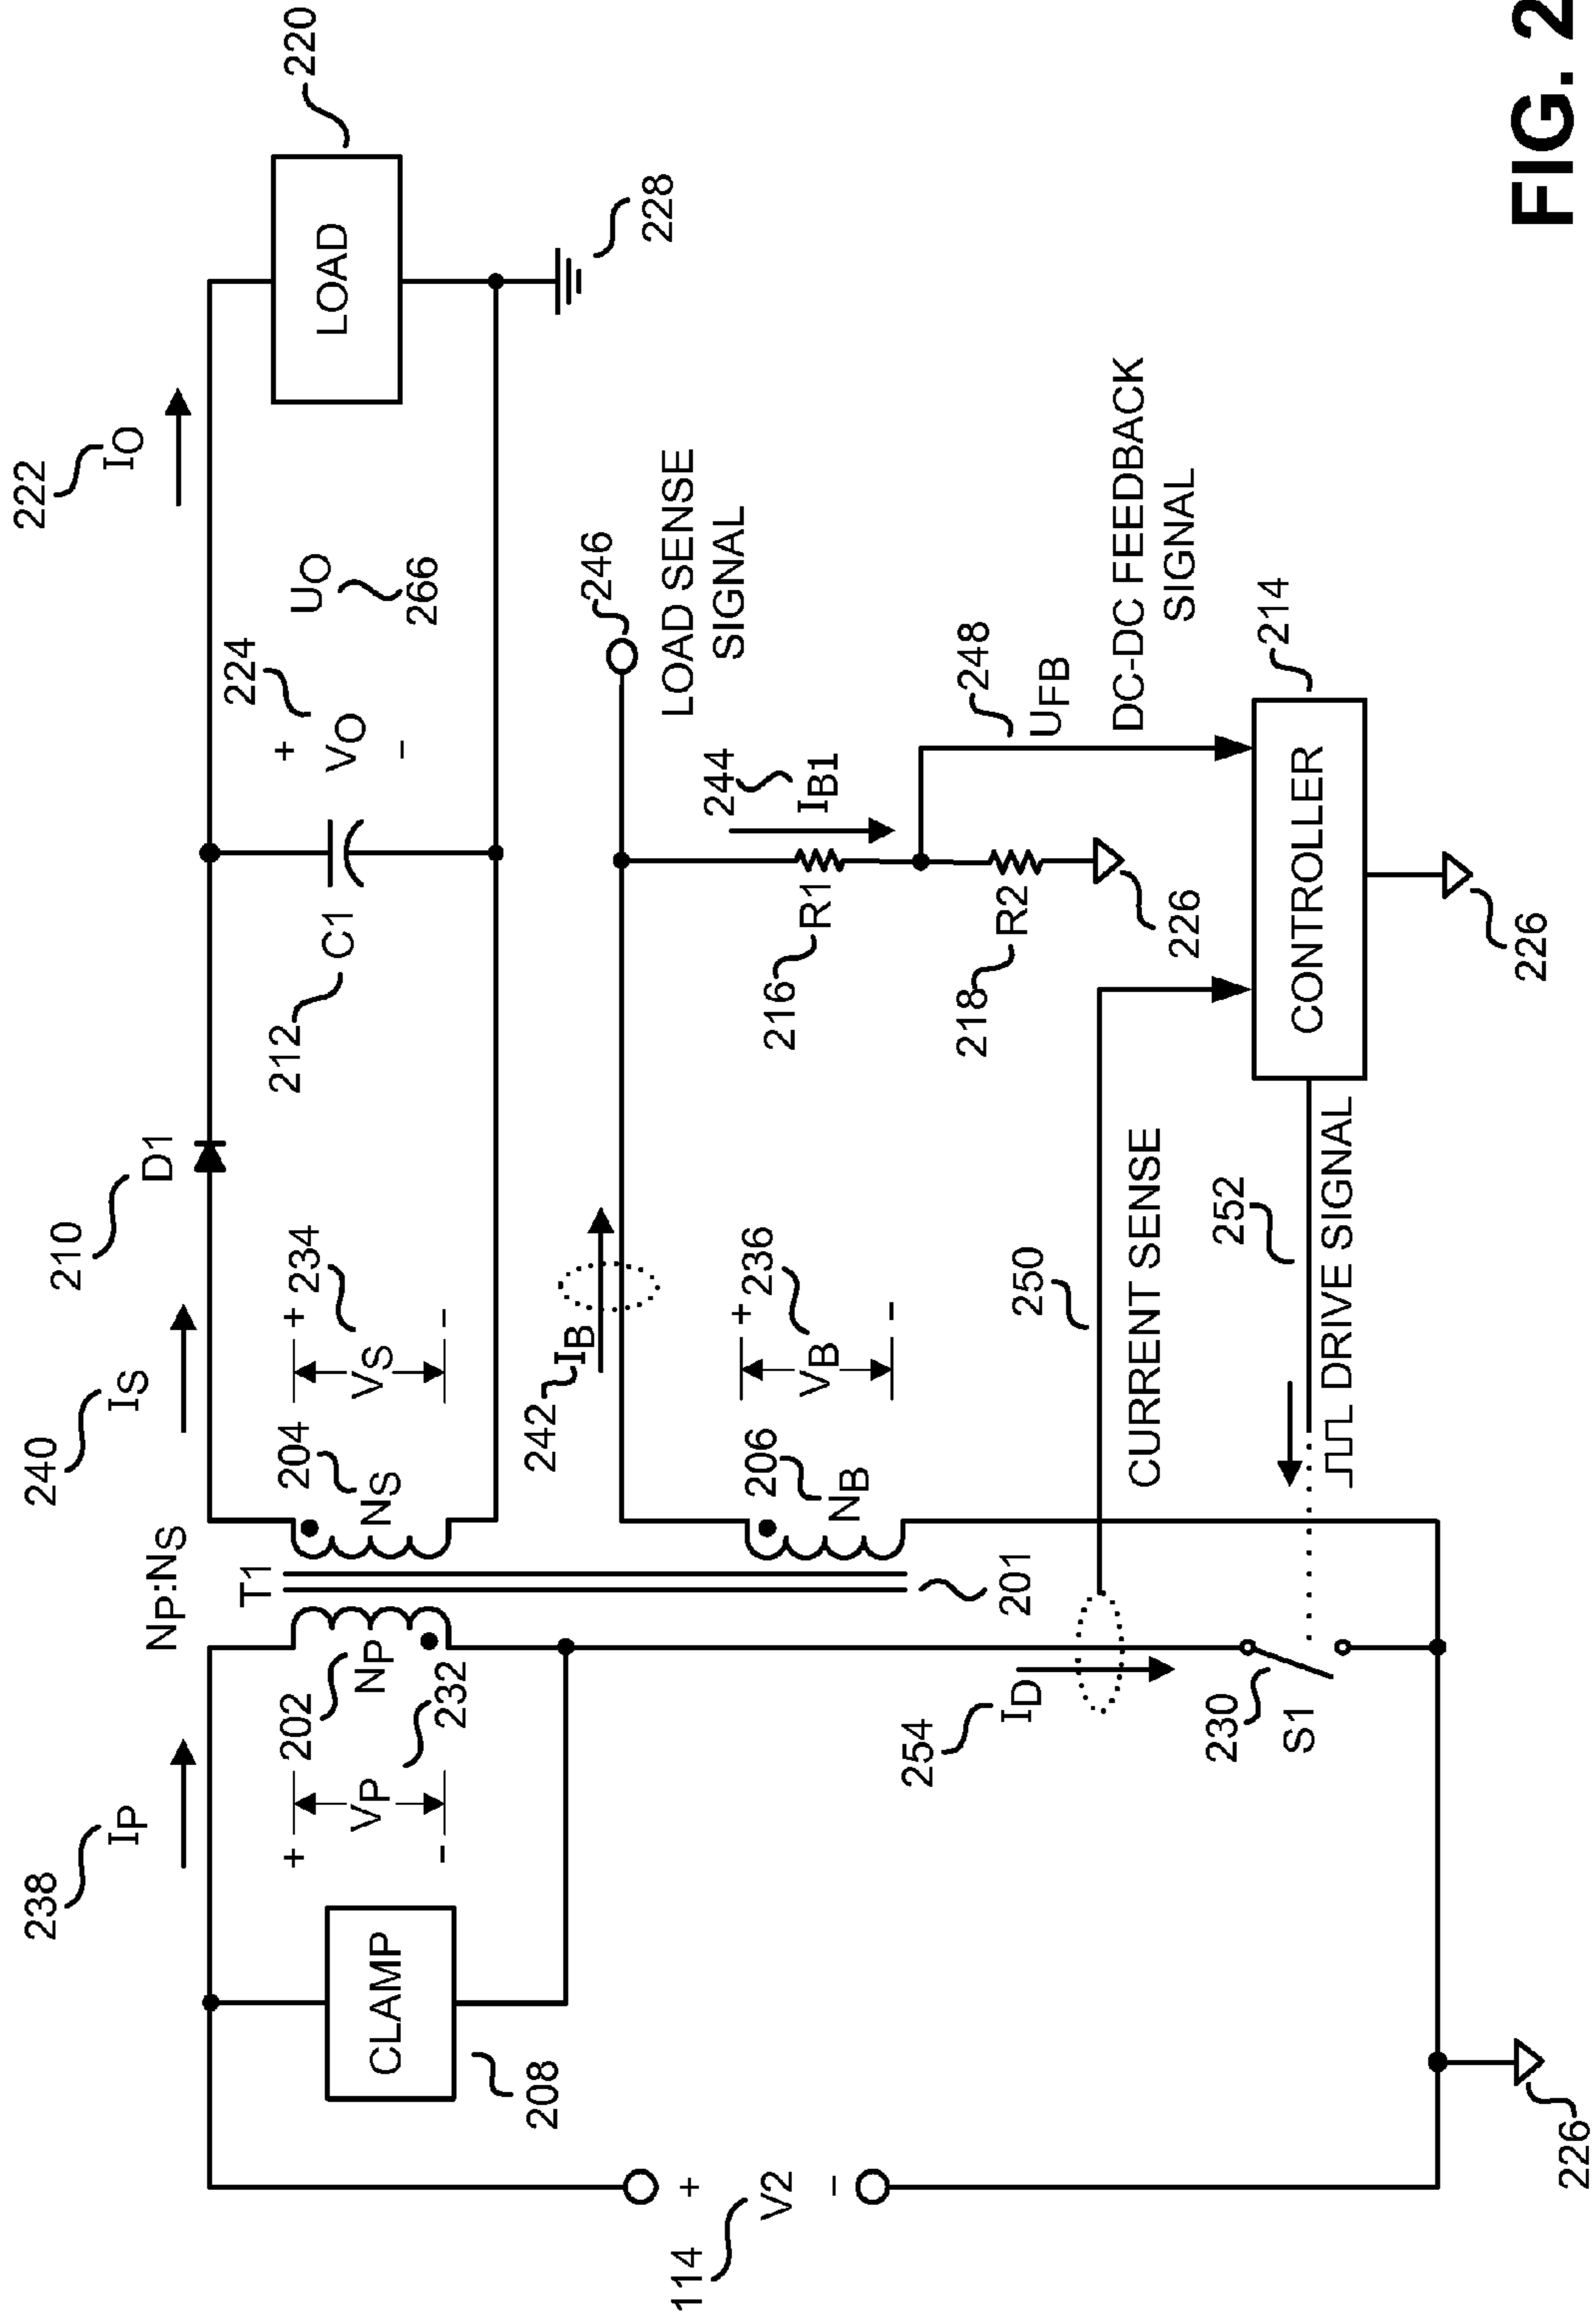 238
IP
240
IS
210
D1
222
IO
220
NP:NS
T1
CLAMP
208
+
VP
-
202
NP
232
204
NS
+
VS
-
234
212
C1
224
+
VO
–
UO
266
LOAD
228
242
IB
246
LOAD SENSE
SIGNAL
114
+
V2
–
201
206
NB
+
VB
-
236
216
R1
244
IB1
218
R2
226
248
UFB
DC-DC FEEDBACK
SIGNAL
254
ID
250
CURRENT SENSE
230
S1
252
DRIVE SIGNAL
CONTROLLER
214
226
226
FIG. 2